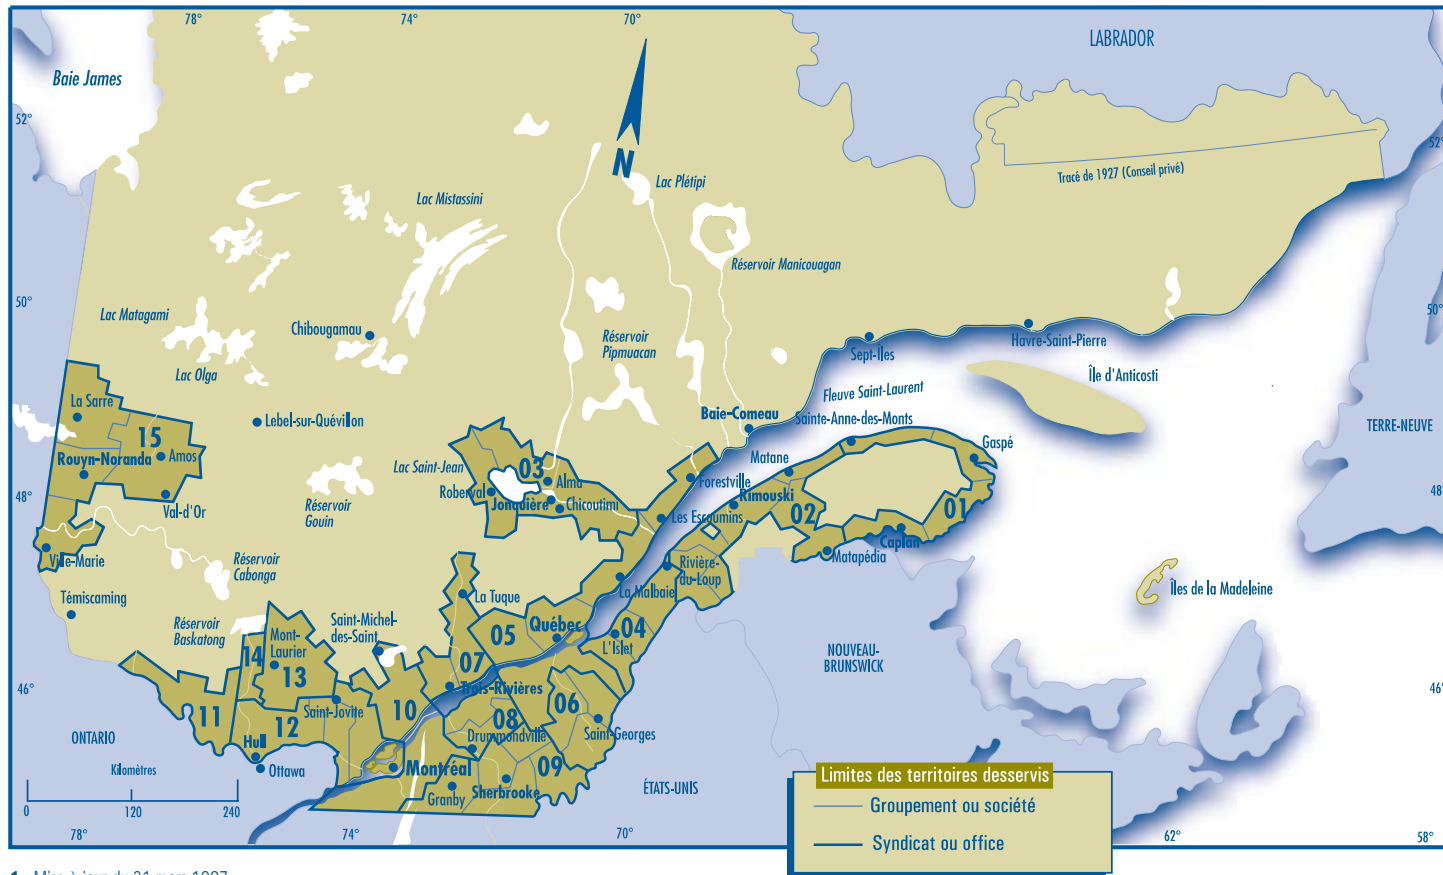 78°
74°
70°
LABRADOR
Baie James
52°
52°
N
Lac Plétipi
Tracé de 1927 (Conseil privé)
Lac Mistassini
Réservoir Manicouagan
50°
50°
Lac Matagami
Chibougamau
Réservoir
Pipmuacan
Sept-Iles
Havre-Saint-Pierre
Lac Olga
Île d'Anticosti
Fleuve Saint-Laurent
La Sarre
Lebel-sur-Quévillon
Baie-Comeau
Sainte-Anne-des-Monts
TERRE-NEUVE
15
Rouyn-Noranda
Amos
Lac Saint-Jean
03
Alma
Matane
Gaspé
48°
48°
Roberval
Jonquière
Chicoutimi
Forestville
Rimouski
Val-d'Or
Réservoir
Gouin
Les Escoumins
02
01
Caplan
Ville-Marie
Réservoir
Cabonga
Matapédia
Rivière-
du-Loup
La Malbaie
Îles de la Madeleine
Témiscaming
La Tuque
Réservoir
Baskatong
Saint-Michel
des-Saint
Mont-
Laurier
05
Québec
04
L'Islet
NOUVEAU-
BRUNSWICK
14
13
07
46°
46°
Trois-Rivières
11
12
Saint-Jovite
10
08
06
Saint-Georges
ONTARIO
Hull
Drummondville
Ottawa
Kilomètres
Montréal
09
Granby
Sherbrooke
ÉTATS-UNIS
0
120
240
78°
74°
70°
62°
58°
Limites des territoires desservis
Groupement ou société
Syndicat ou office